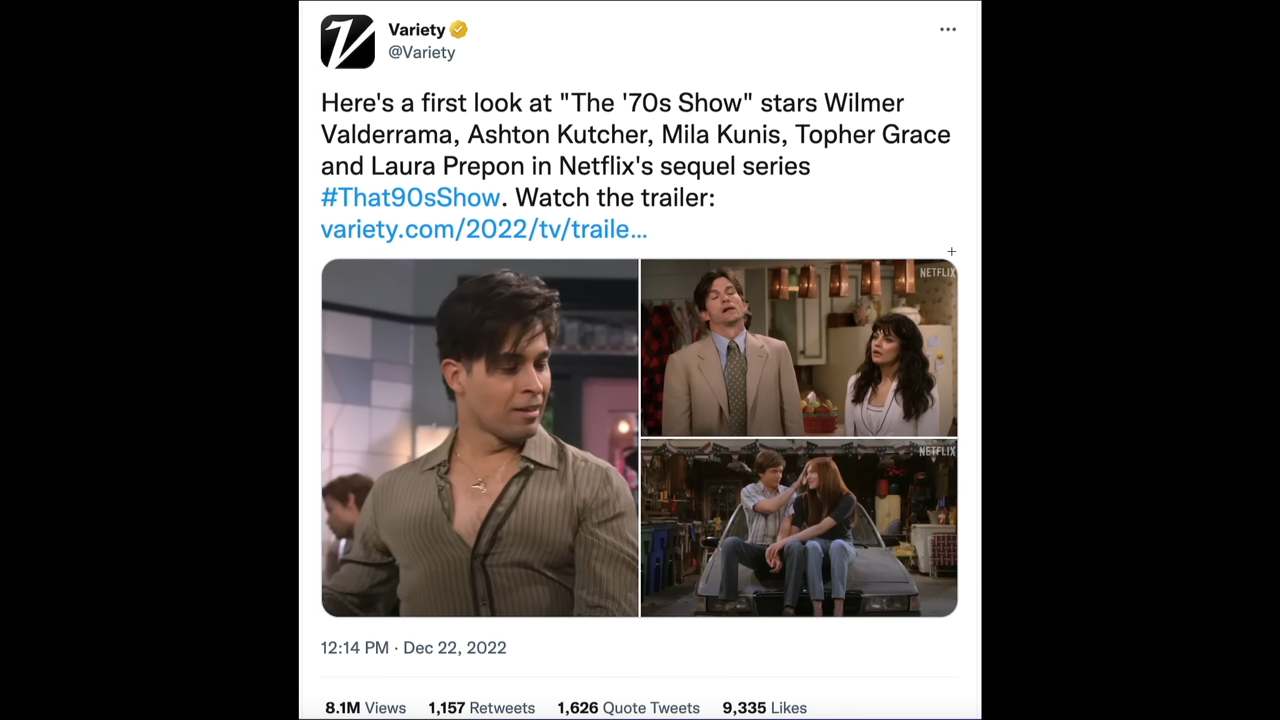 Variety
@Variety
Here's a first look at "The '70s Show" stars Wilmer
Valderrama, Ashton Kutcher, Mila Kunis, Topher Grace
and Laura Prepon in Netflix's sequel series
#That90sShow. Watch the trailer:
variety.com/2022/tv/traile...
NETFLIX
NETFLIX
12:14 PM · Dec 22, 2022
8.1M Views 1,157 Retweets 1,626 Quote Tweets 9,335 Likes